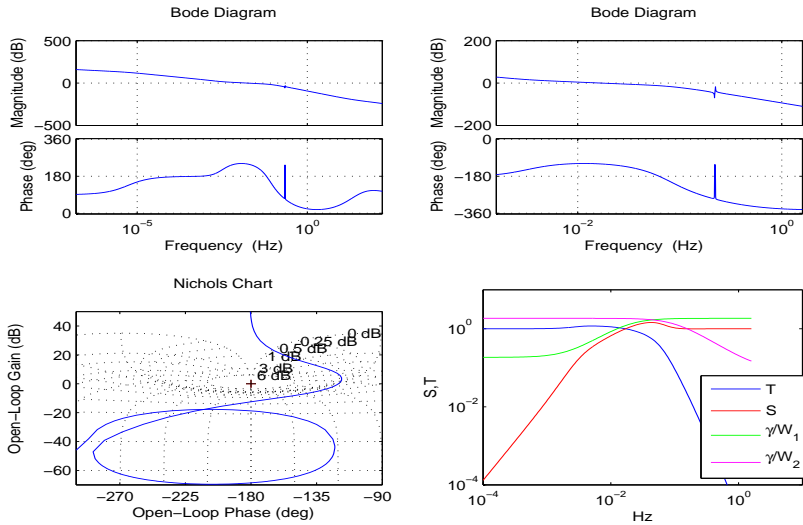 Bode Diagram
Magnitude (dB)
500
0
−500
Phase (deg)
360
180
0
10^−5
10^0
Frequency (Hz)
Bode Diagram
Magnitude (dB)
200
0
−200
Phase (deg)
0
−180
−360
10^−2
10^0
Frequency (Hz)
Nichols Chart
Open−Loop Gain (dB)
40
20
0
−20
−40
−60
0 dB
0.25 dB
0.5 dB
1 dB
3 dB
6 dB
−270
−225
−180
−135
−90
Open−Loop Phase (deg)
S,T
10^0
10^−2
10^−4
10^−4
10^−2
10^0
Hz
T
S
γ/W_1
γ/W_2